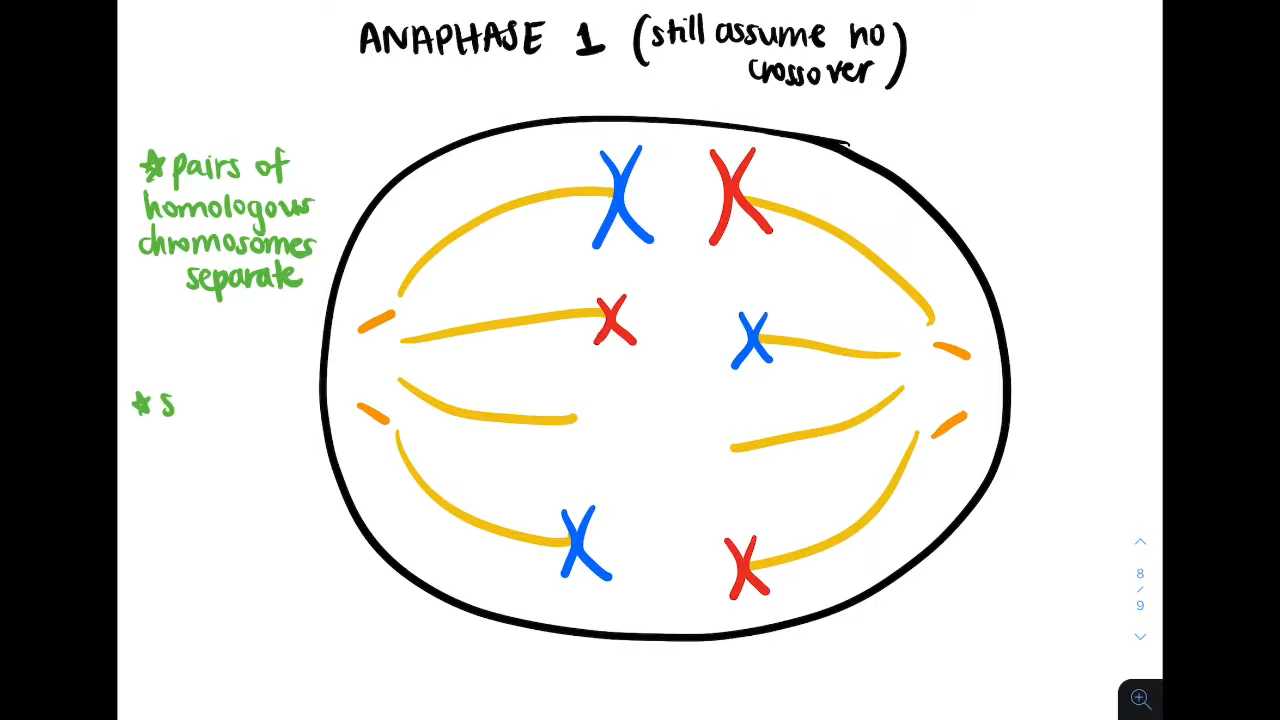 ANAPHASE 1 (still assume no
crossover)
☆ pairs of
homologous
chromosomes
separate
☆ s
8
/
9